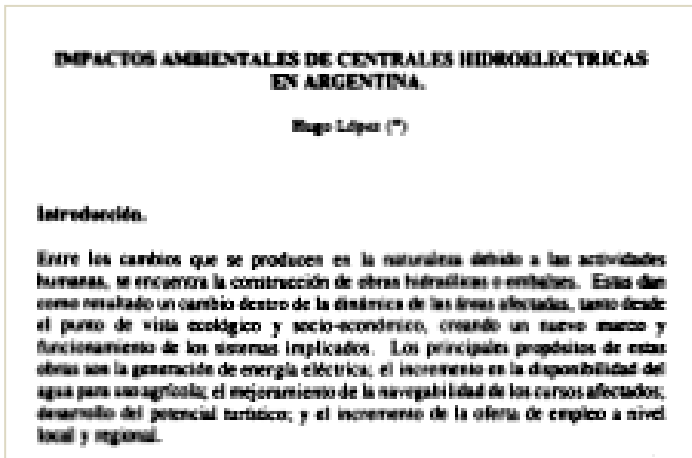 IMPACTOS AMBIENTALES DE CENTRALES HIDROELECTRICAS
EN ARGENTINA.
Hugo López (*)
Introducción.
Entre los cambios que se producen en la naturaleza debido a las actividades
humanas, se encuentra la construcción de obras hidraúlicas o embalses. Estas dan
como resultado un cambio dentro de la dinámica de las áreas afectadas, tanto desde
el punto de vista ecológico y socio-económico, creando un nuevo marco y
funcionamiento de los sistemas implicados. Los principales propósitos de estas
obras son la generación de energía eléctrica; el incremento en la disponibilidad del
agua para uso agrícola; el mejoramiento de la navegabilidad de los cursos afectados;
desarrollo del potencial turístico; y el incremento de la oferta de empleo a nivel
local y regional.